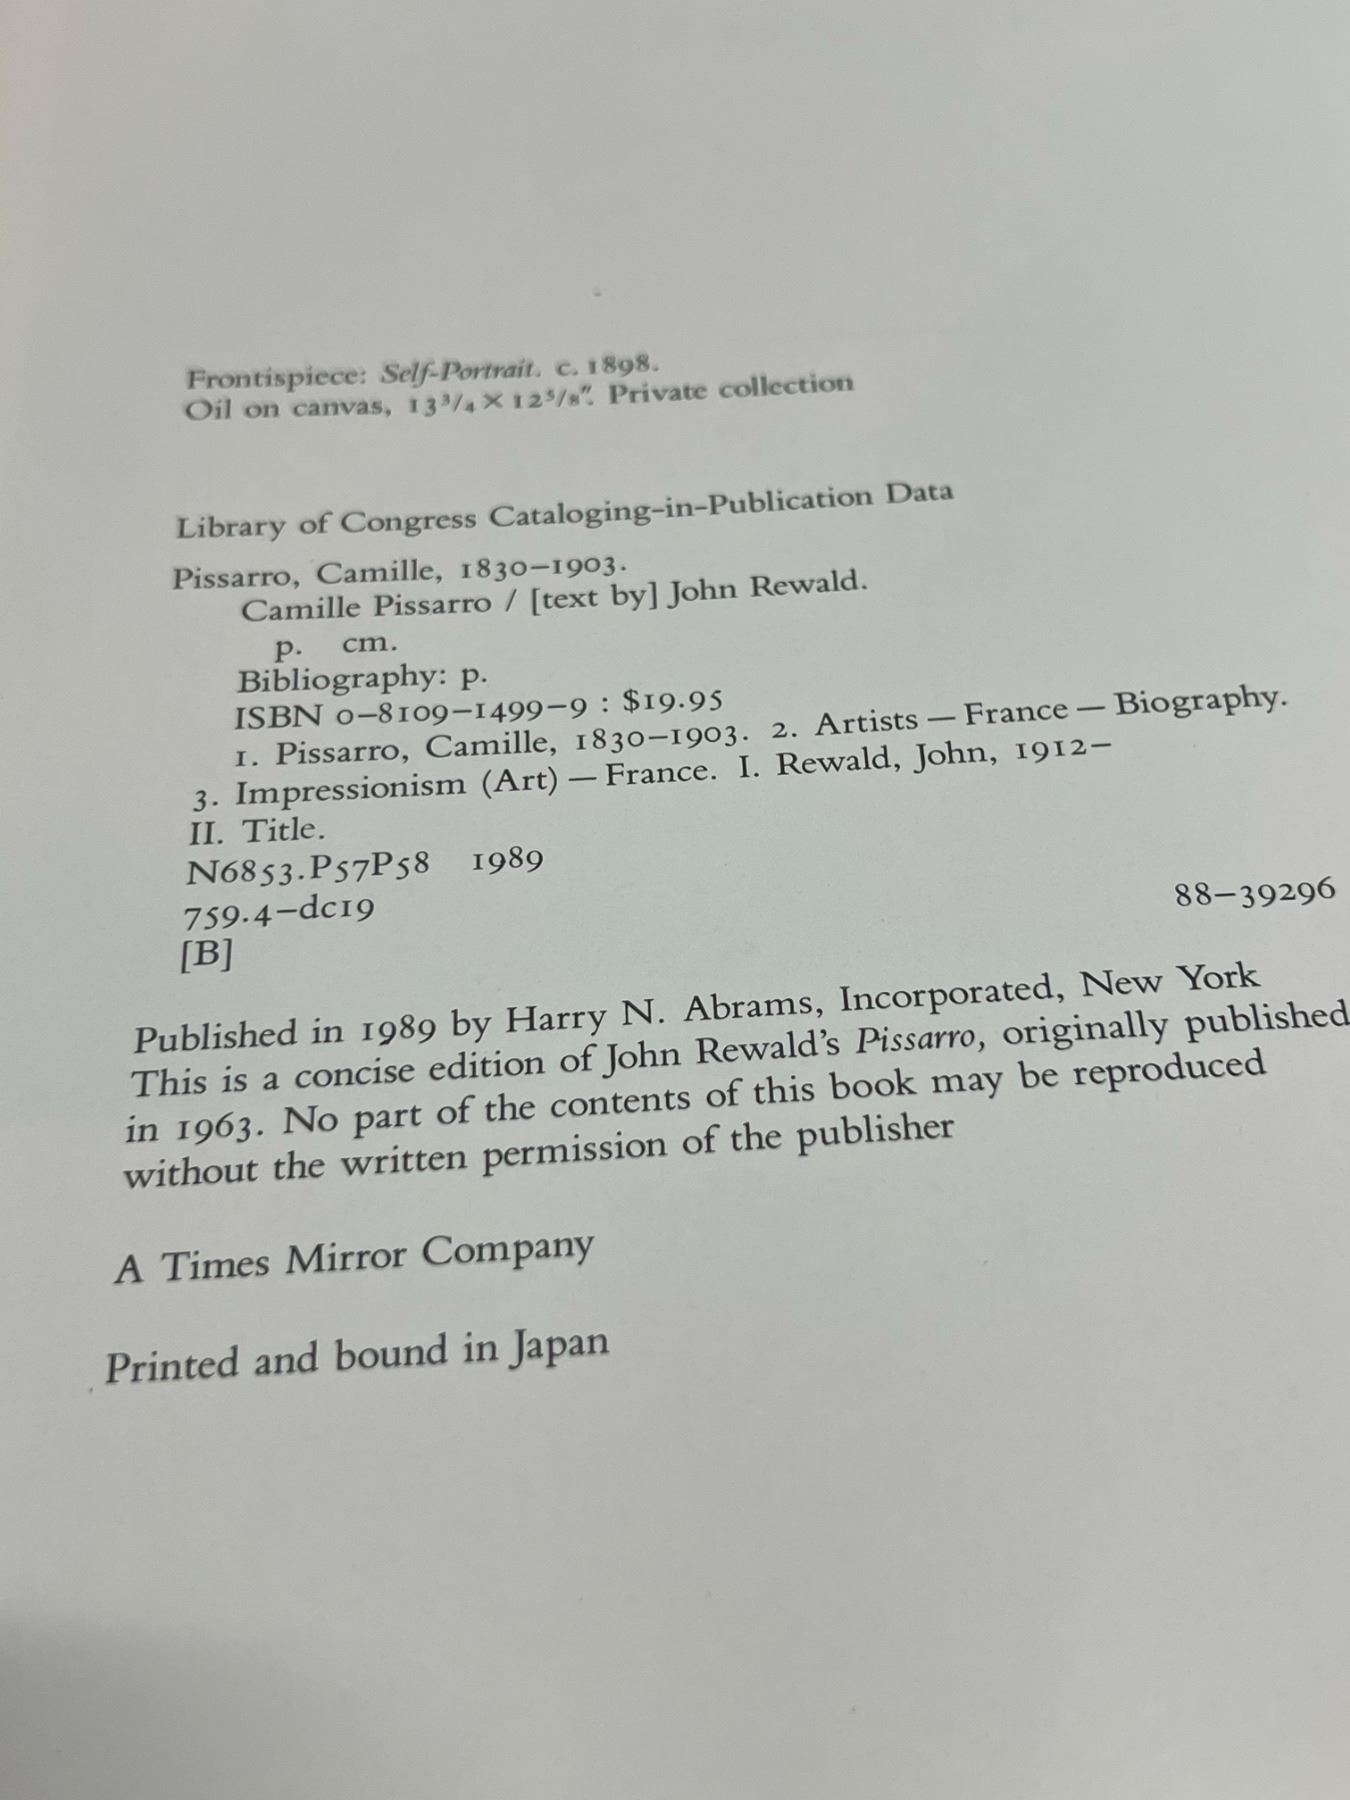 Frontispiece: Self-Portrait. c. 1898.
Oil on canvas, 13 3/4 × 12 5/8". Private collection
Library of Congress Cataloging-in-Publication Data
Pissarro, Camille, 1830–1903.
Camille Pissarro / [text by] John Rewald.
p. cm.
Bibliography: p.
ISBN 0–8109–1499–9 : $19.95
1. Pissarro, Camille, 1830–1903. 2. Artists — France — Biography.
3. Impressionism (Art) — France. I. Rewald, John, 1912–
II. Title.
N6853.P57P58 1989
759.4–dc19
88–39296
[B]
Published in 1989 by Harry N. Abrams, Incorporated, New York
This is a concise edition of John Rewald's Pissarro, originally published
in 1963. No part of the contents of this book may be reproduced
without the written permission of the publisher
A Times Mirror Company
Printed and bound in Japan